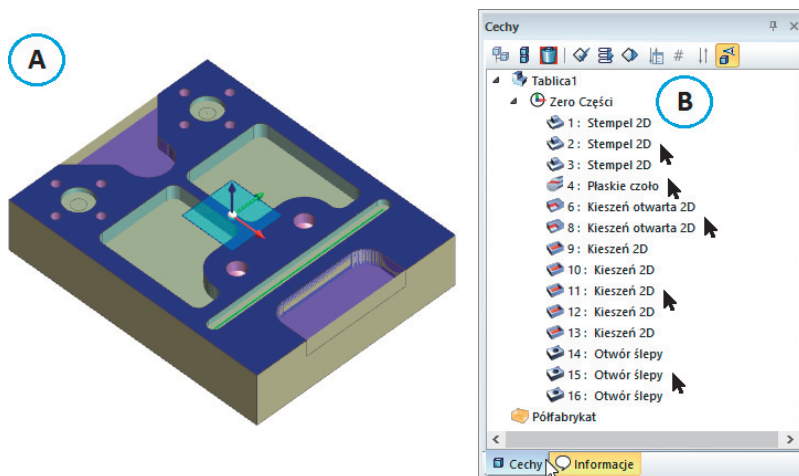 A
Cechy
#
Tablica1
Zero Części
B
1 : Stempel 2D
2 : Stempel 2D
3 : Stempel 2D
4 : Płaskie czoło
6 : Kieszeń otwarta 2D
8 : Kieszeń otwarta 2D
9 : Kieszeń 2D
10 : Kieszeń 2D
11 : Kieszeń 2D
12 : Kieszeń 2D
13 : Kieszeń 2D
14 : Otwór ślepy
15 : Otwór ślepy
16 : Otwór ślepy
Półfabrykat
Cechy Informacje